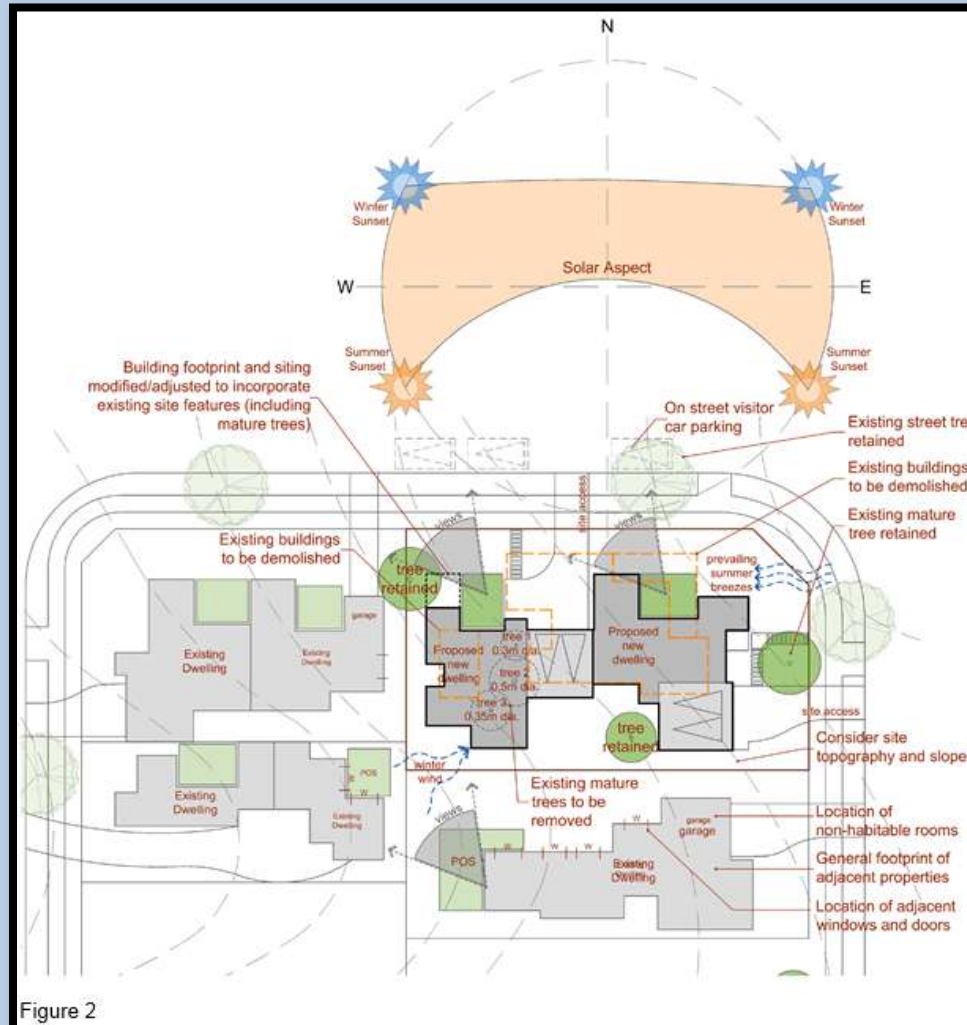 N
Winter
Sunset
Winter
Sunset
Solar Aspect
W
E
Summer
Sunset
Summer
Sunset
Building footprint and siting
modified/adjusted to incorporate
existing site features (including
mature trees)
On street visitor
car parking
Existing street tre
retained
Existing buildings
to be demolished
Existing mature
tree retained
site access
views
views
Existing buildings
to be demolished
tree
retained
prevailing
summer
breezes
garage
Existing
Dwelling
Existing
Dwelling
Proposed
new
dwelling
tree 1
0.3m dia.
tree 2
0.5m dia.
tree 3
0.35m dia.
Proposed
new
dwelling
site access
tree
retained
Consider site
topography and slope
winter
wind
POS
W
Existing
Dwelling
Existing
Dwelling
Existing mature
trees to be
removed
views
POS
W
W
W
W
garage
garage
Existing
Dwelling
Location of
non-habitable rooms
General footprint of
adjacent properties
Location of adjacent
windows and doors
Figure 2